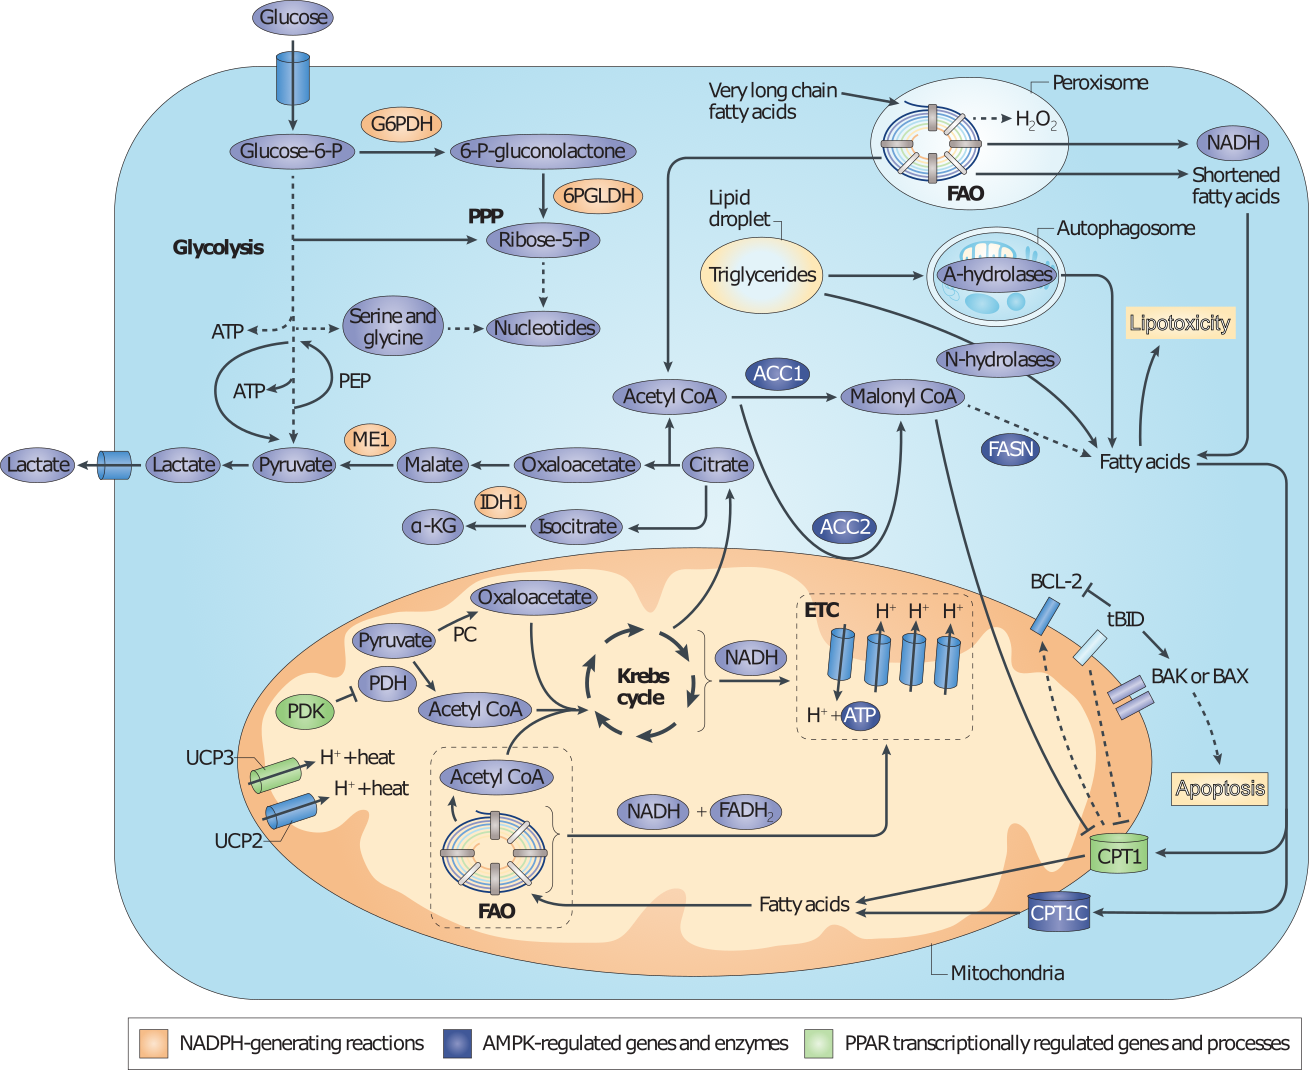 Glucose
G6PDH
Glucose-6-P
6-P-gluconolactone
6PGLDH
PPP
Ribose-5-P
Glycolysis
Serine and
glycine
Nucleotides
ATP
ATP
PEP
Very long chain
fatty acids
Peroxisome
H₂O₂
FAO
NADH
Shortened
fatty acids
Lipid
droplet
Triglycerides
Autophagosome
A-hydrolases
N-hydrolases
Lipotoxicity
Acetyl CoA
ACC1
Malonyl CoA
FASN
Fatty acids
Lactate
Lactate
Pyruvate
ME1
Malate
Oxaloacetate
Citrate
α-KG
IDH1
Isocitrate
ACC2
Oxaloacetate
Pyruvate
PC
PDH
PDK
Acetyl CoA
Krebs
cycle
NADH
ETC
H⁺
H⁺
H⁺
H⁺ + ATP
BCL-2
tBID
BAK or BAX
Apoptosis
UCP3
H⁺ + heat
H⁺ + heat
UCP2
Acetyl CoA
FAO
NADH + FADH₂
Fatty acids
CPT1
CPT1C
Mitochondria
NADPH-generating reactions
AMPK-regulated genes and enzymes
PPAR transcriptionally regulated genes and processes